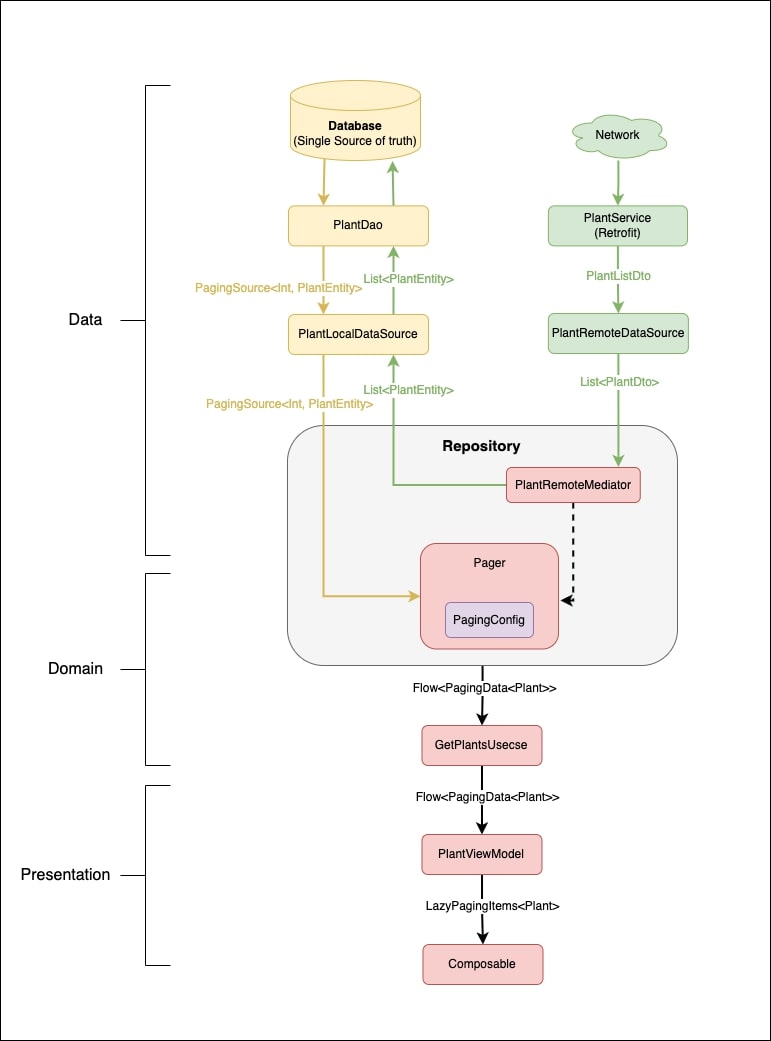 Database
(Single Source of truth)
Network
PlantDao
PlantService
(Retrofit)
PagingSource<Int, PlantEntity>
List<PlantEntity>
PlantListDto
Data
PlantLocalDataSource
PlantRemoteDataSource
PagingSource<Int, PlantEntity>
List<PlantEntity>
List<PlantDto>
Repository
PlantRemoteMediator
Pager
PagingConfig
Domain
Flow<PagingData<Plant>>
GetPlantsUsecse
Flow<PagingData<Plant>>
PlantViewModel
Presentation
LazyPagingItems<Plant>
Composable